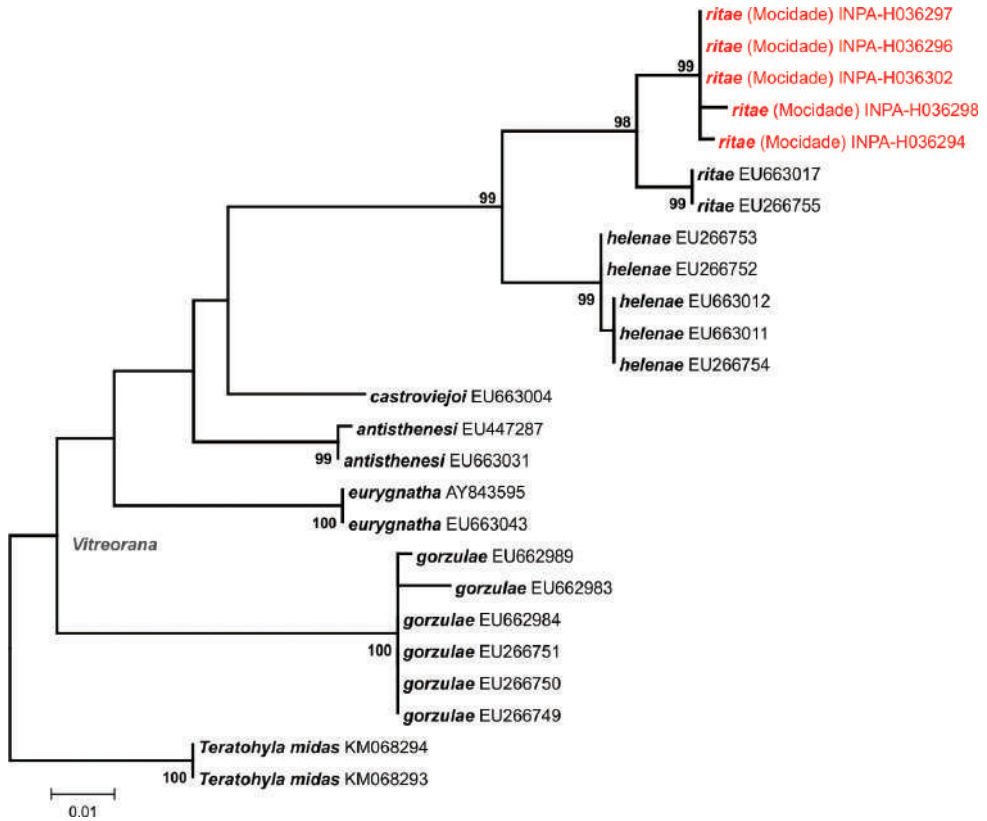 ritae (Mocidade) INPA-H036297
ritae (Mocidade) INPA-H036296
99
ritae (Mocidade) INPA-H036302
ritae (Mocidade) INPA-H036298
98
ritae (Mocidade) INPA-H036294
ritae EU663017
99
99 ritae EU266755
helenae EU266753
helenae EU266752
99
helenae EU663012
helenae EU663011
helenae EU266754
castroviejoi EU663004
antisthenesi EU447287
99 antisthenesi EU663031
eurygnatha AY843595
100 eurygnatha EU663043
Vitreorana
gorzulae EU662989
gorzulae EU662983
gorzulae EU662984
100 gorzulae EU266751
gorzulae EU266750
gorzulae EU266749
Teratohyla midas KM068294
100 Teratohyla midas KM068293
0.01